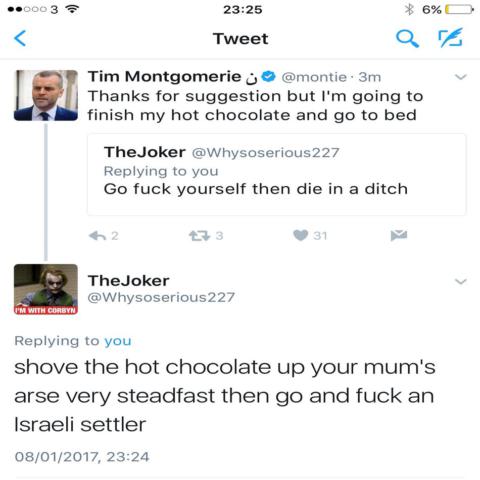 3 23:25 6%
Tweet
Tim Montgomerie ن @montie · 3m
Thanks for suggestion but I'm going to
finish my hot chocolate and go to bed
TheJoker @Whysoserious227
Replying to you
Go fuck yourself then die in a ditch
2 3 31
TheJoker
@Whysoserious227
I'M WITH CORBYN
Replying to you
shove the hot chocolate up your mum's
arse very steadfast then go and fuck an
Israeli settler
08/01/2017, 23:24